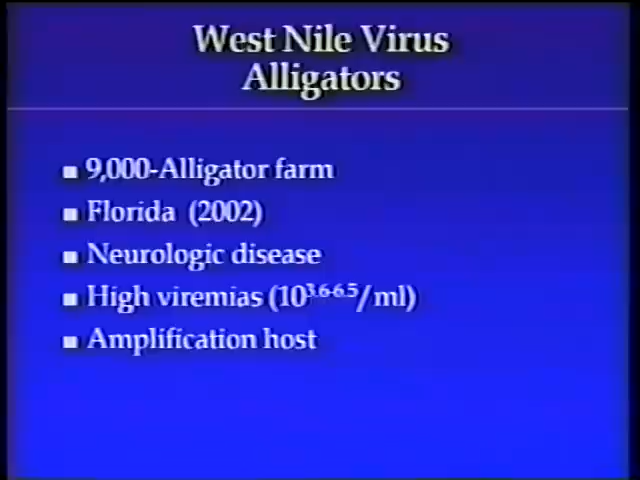 West Nile Virus
Alligators
■ 9,000-Alligator farm
■ Florida (2002)
■ Neurologic disease
■ High viremias (10^3.6-6.5/ml)
■ Amplification host